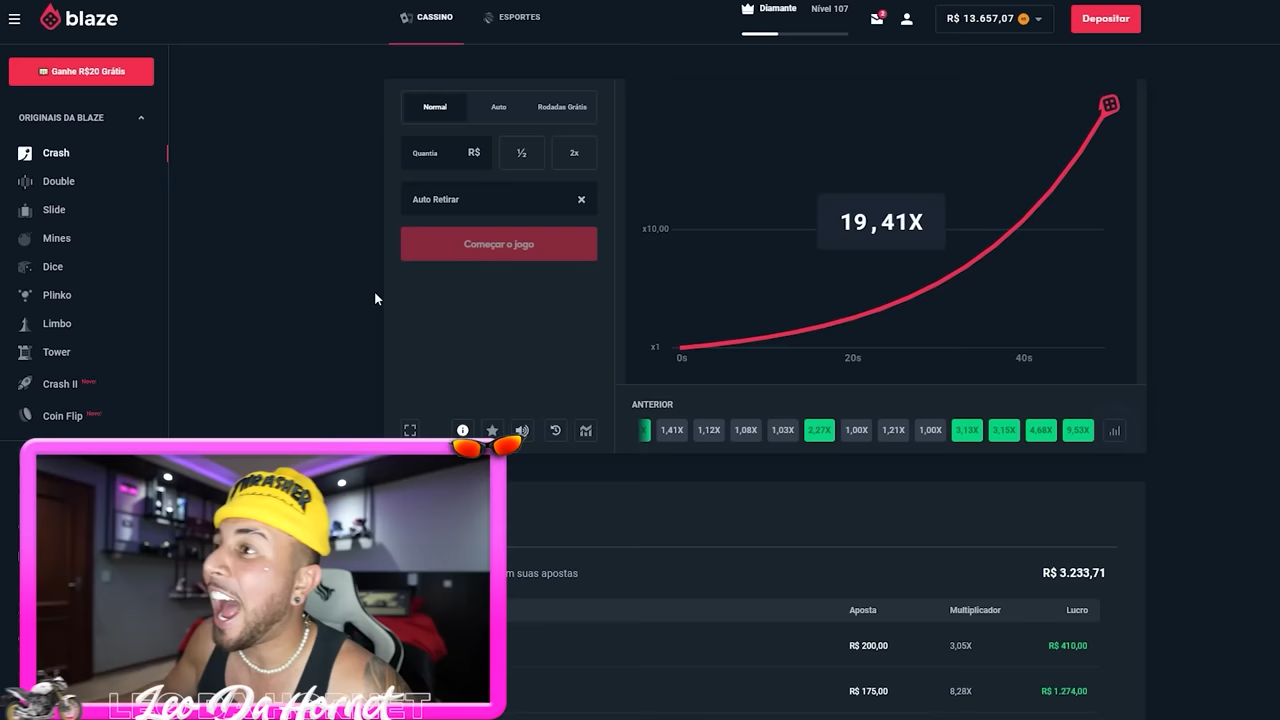 blaze
CASSINO
ESPORTES
Diamante
Nível 107
R$ 13.657,07
Depositar
Ganhe R$20 Grátis
ORIGINAIS DA BLAZE
Crash
Double
Slide
Mines
Dice
Plinko
Limbo
Tower
Crash II Novo!
Coin Flip Novo!
Normal
Auto
Rodadas Grátis
Quantia
R$
½
2x
Auto Retirar
Começar o jogo
19,41X
x10,00
x1
0s
20s
40s
ANTERIOR
1,41X
1,12X
1,08X
1,03X
2,27X
1,00X
1,21X
1,00X
3,13X
3,15X
4,68X
9,53X
m suas apostas
R$ 3.233,71
Aposta
Multiplicador
Lucro
R$ 200,00
3,05X
R$ 410,00
R$ 175,00
8,28X
R$ 1.274,00
THRASHER
Leo Da Hornet